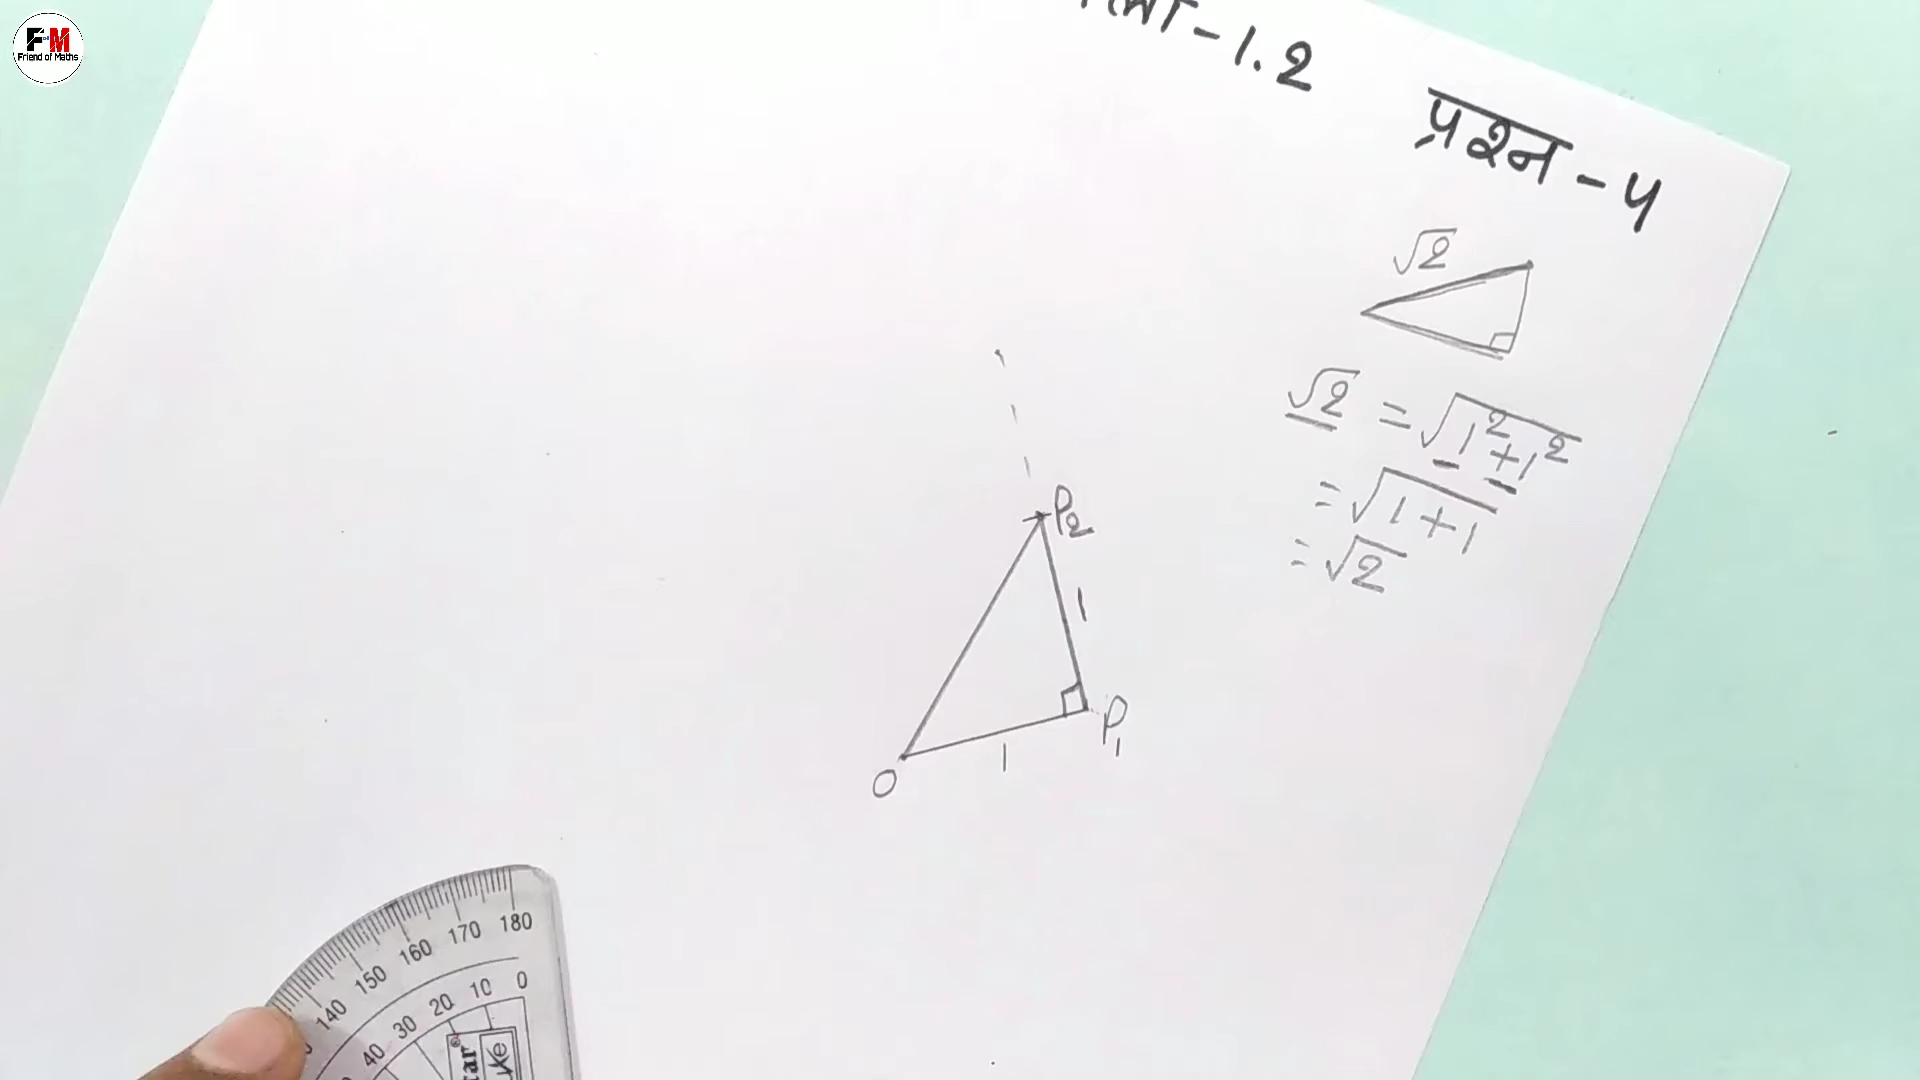 FoM
Friend of Maths
-1.2
प्रश्न - 4
√2
√2 = √1²+1²
= √1+1
= √2
P2
1
P1
1
O
140 150 160 170 180
40 30 20 10 0